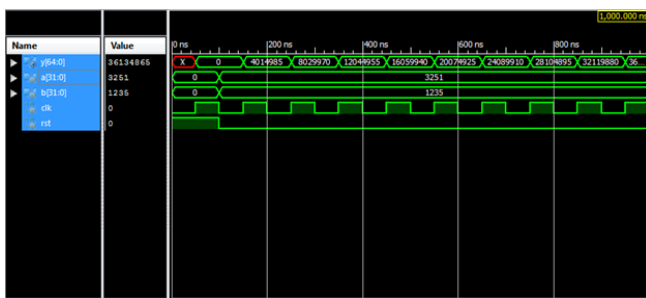 1,000.000 ns
Name Value 0 ns 200 ns 400 ns 600 ns 800 ns
y[64:0] 36134865 X 0 4014985 8029970 12044955 16059940 20074925 24089910 28104895 32119880 36...
a[31:0] 3251 0 3251
b[31:0] 1235 0 1235
clk 0
rst 0